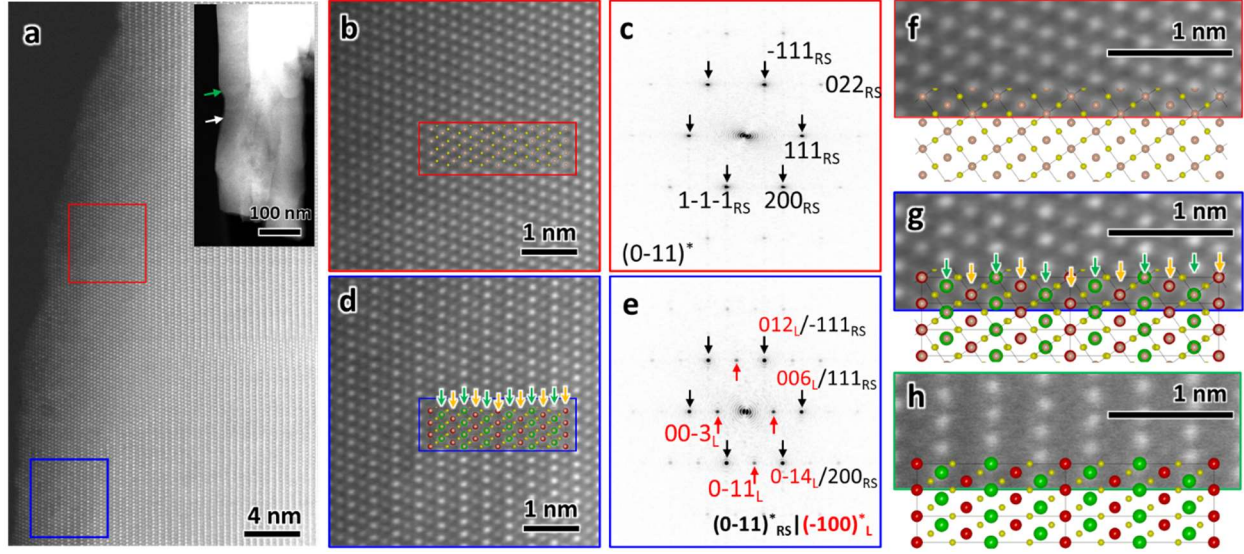 a
100 nm
4 nm
b
1 nm
c
-111RS
022RS
111RS
1-1-1RS
200RS
(0-11)*
d
1 nm
e
012L/-111RS
006L/111RS
00-3L
0-14L/200RS
0-11L
(0-11)*RS|(-100)*L
f
1 nm
g
1 nm
h
1 nm